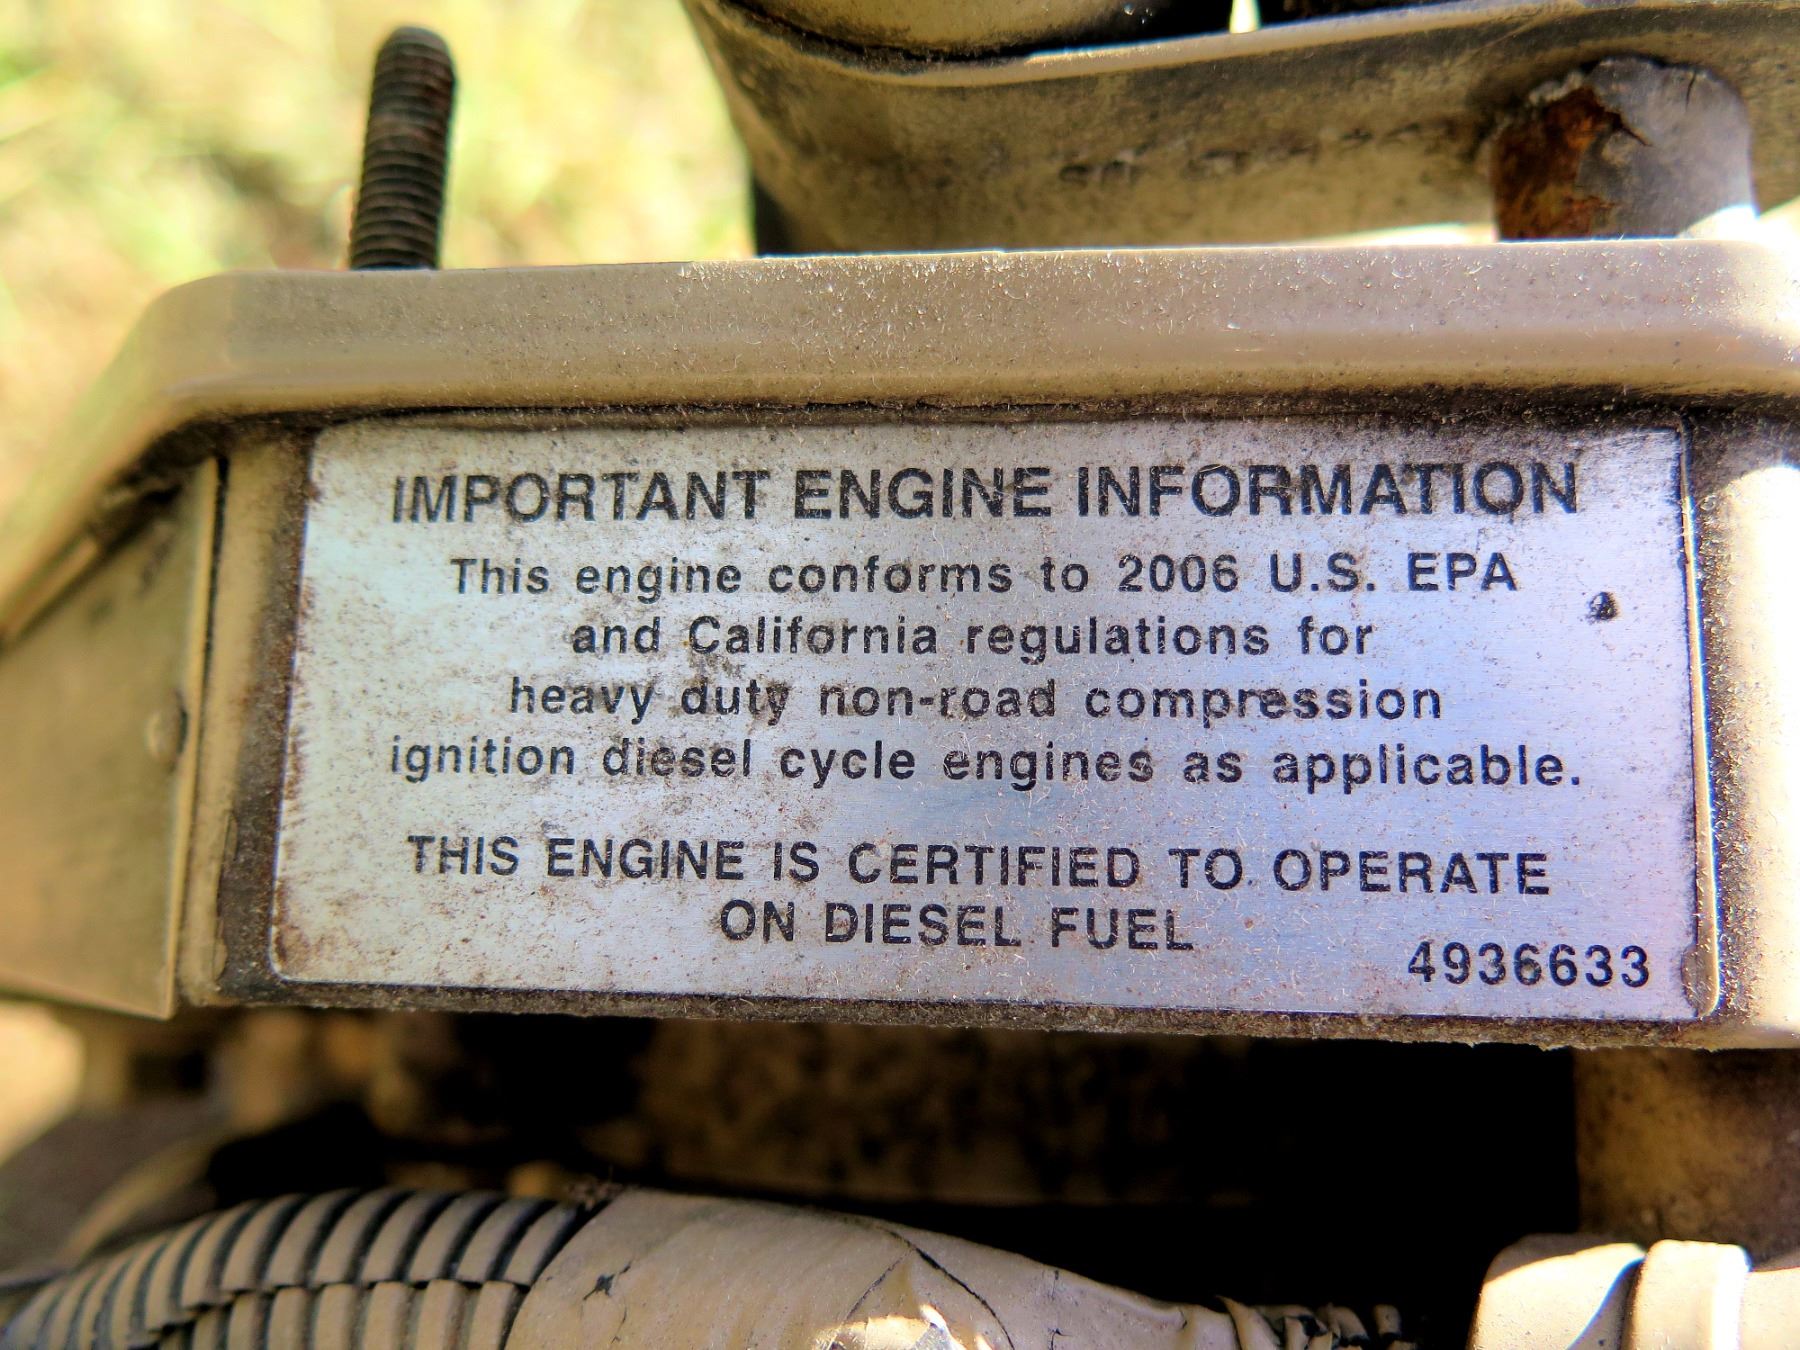 IMPORTANT ENGINE INFORMATION
This engine conforms to 2006 U.S. EPA
and California regulations for
heavy duty non-road compression
ignition diesel cycle engines as applicable.
THIS ENGINE IS CERTIFIED TO OPERATE
ON DIESEL FUEL
4936633